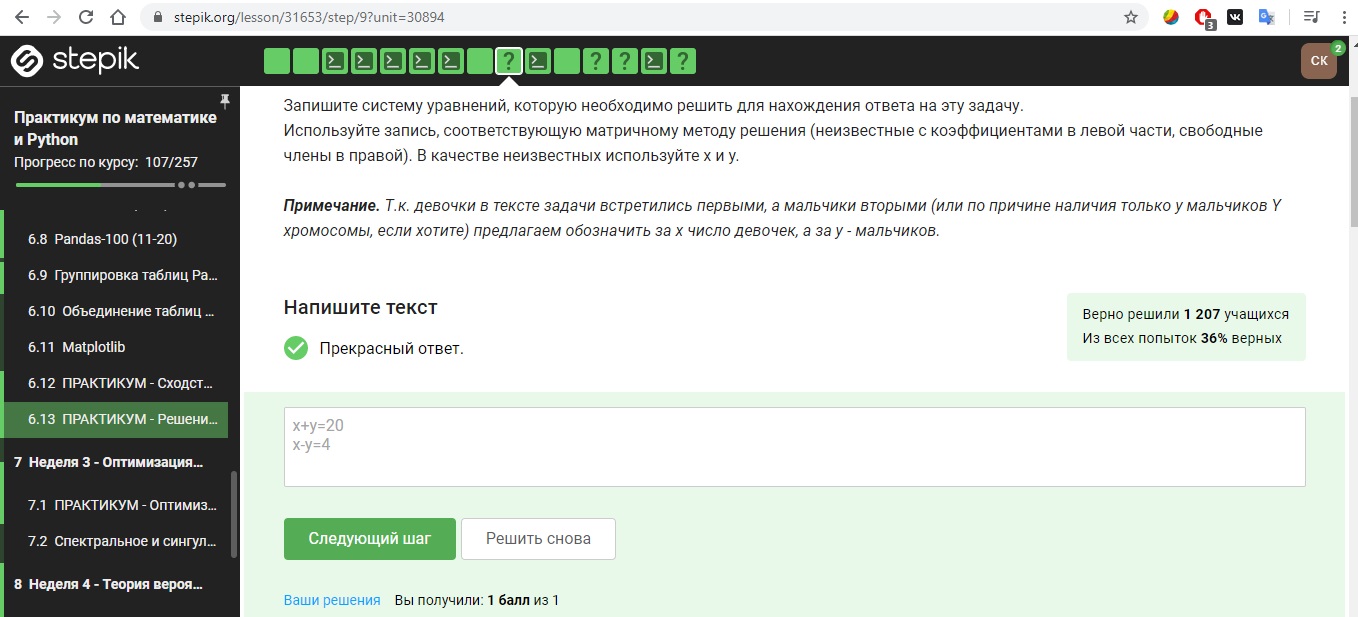 stepik.org/lesson/31653/step/9?unit=30894
3
stepik
? ? ? ?
СК
2
Практикум по математике
и Python
Прогресс по курсу: 107/257
6.8 Pandas-100 (11-20)
6.9 Группировка таблиц Pa...
6.10 Объединение таблиц ...
6.11 Matplotlib
6.12 ПРАКТИКУМ - Сходст...
6.13 ПРАКТИКУМ - Решени...
7 Неделя 3 - Оптимизация...
7.1 ПРАКТИКУМ - Оптимиз...
7.2 Спектральное и сингул...
8 Неделя 4 - Теория вероя...
Запишите систему уравнений, которую необходимо решить для нахождения ответа на эту задачу.
Используйте запись, соответствующую матричному методу решения (неизвестные с коэффициентами в левой части, свободные
члены в правой). В качестве неизвестных используйте x и y.
Примечание. Т.к. девочки в тексте задачи встретились первыми, а мальчики вторыми (или по причине наличия только у мальчиков Y
хромосомы, если хотите) предлагаем обозначить за x число девочек, а за y - мальчиков.
Напишите текст
Прекрасный ответ.
Верно решили 1 207 учащихся
Из всех попыток 36% верных
x+y=20
x-y=4
Следующий шаг
Решить снова
Ваши решения Вы получили: 1 балл из 1